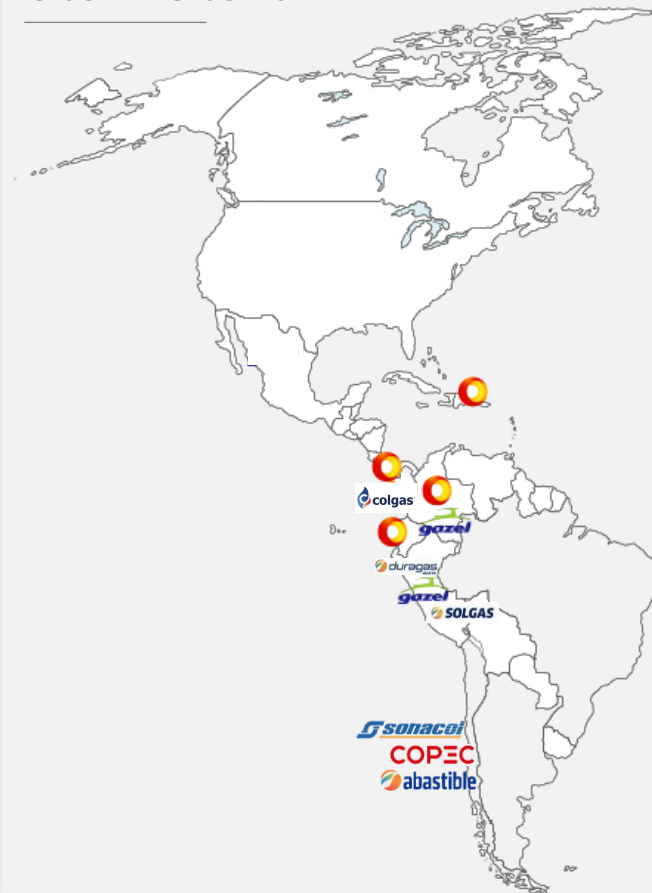 colgas
gazel
duragas
gazel
SOLGAS
sonacol
COPEC
abastible